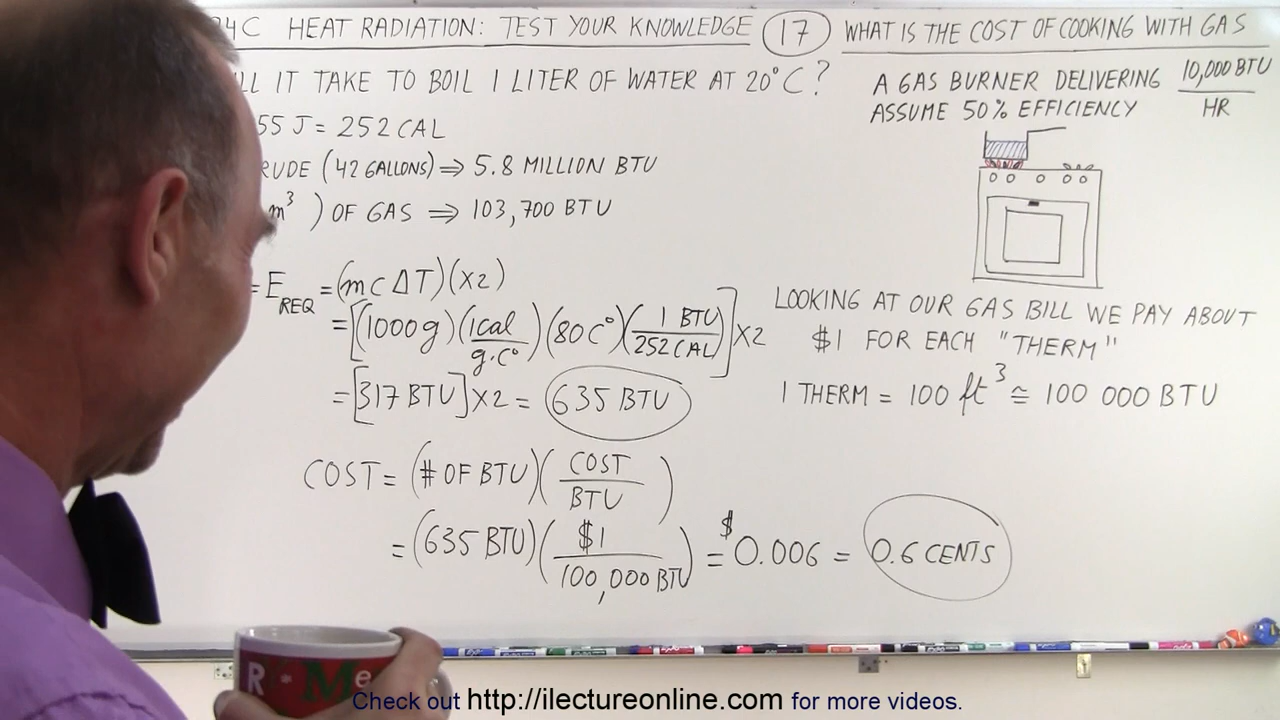 4C HEAT RADIATION: TEST YOUR KNOWLEDGE 17 WHAT IS THE COST OF COOKING WITH GAS
LL IT TAKE TO BOIL 1 LITER OF WATER AT 20°C?
A GAS BURNER DELIVERING 10,000 BTU / HR
ASSUME 50% EFFICIENCY
55 J = 252 CAL
RUDE (42 GALLONS) ⇒ 5.8 MILLION BTU
m³ ) OF GAS ⇒ 103,700 BTU
= E REQ = (mcΔT)(x2)
= [(1000g)(1cal / g·C°)(80C°)(1 BTU / 252CAL)] x2
= [317 BTU] x2 = 635 BTU
LOOKING AT OUR GAS BILL WE PAY ABOUT
$1 FOR EACH "THERM"
1 THERM = 100 ft³ ≅ 100 000 BTU
COST = (# OF BTU)(COST / BTU)
= (635 BTU)($1 / 100,000 BTU) = $0.006 = 0.6 CENTS
R - Me
Check out http://ilectureonline.com for more videos.